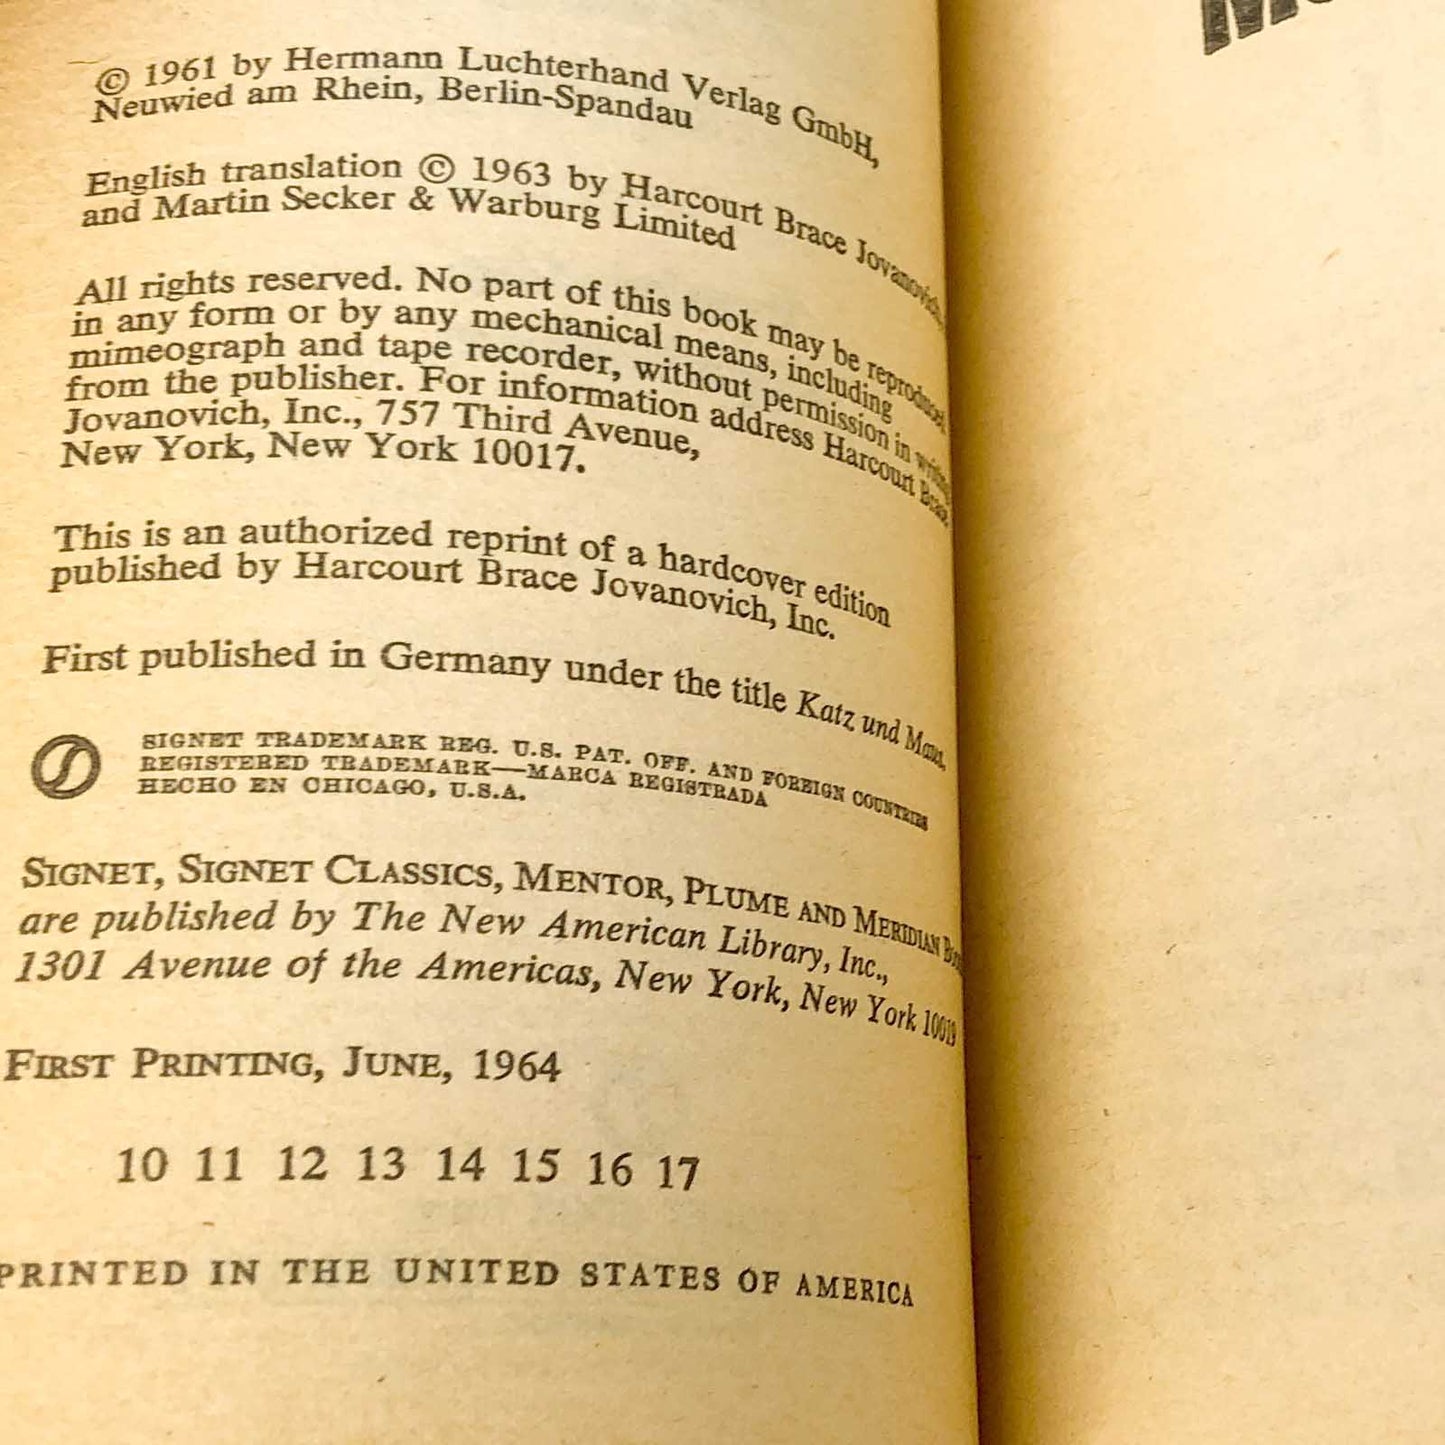 © 1961 by Hermann Luchterhand Verlag GmbH,
Neuwied am Rhein, Berlin-Spandau
English translation © 1963 by Harcourt Brace Jovanovich,
and Martin Secker & Warburg Limited
All rights reserved. No part of this book may be reproduced
in any form or by any mechanical means, including
mimeograph and tape recorder, without permission in writing
from the publisher. For information address Harcourt Brace
Jovanovich, Inc., 757 Third Avenue,
New York, New York 10017.
This is an authorized reprint of a hardcover edition
published by Harcourt Brace Jovanovich, Inc.
First published in Germany under the title Katz und Maus.
SIGNET TRADEMARK REG. U.S. PAT. OFF. AND FOREIGN COUNTRIES
REGISTERED TRADEMARK—MARCA REGISTRADA
HECHO EN CHICAGO, U.S.A.
SIGNET, SIGNET CLASSICS, MENTOR, PLUME AND MERIDIAN
are published by The New American Library, Inc.,
1301 Avenue of the Americas, New York, New York 10019
FIRST PRINTING, JUNE, 1964
10 11 12 13 14 15 16 17
PRINTED IN THE UNITED STATES OF AMERICA